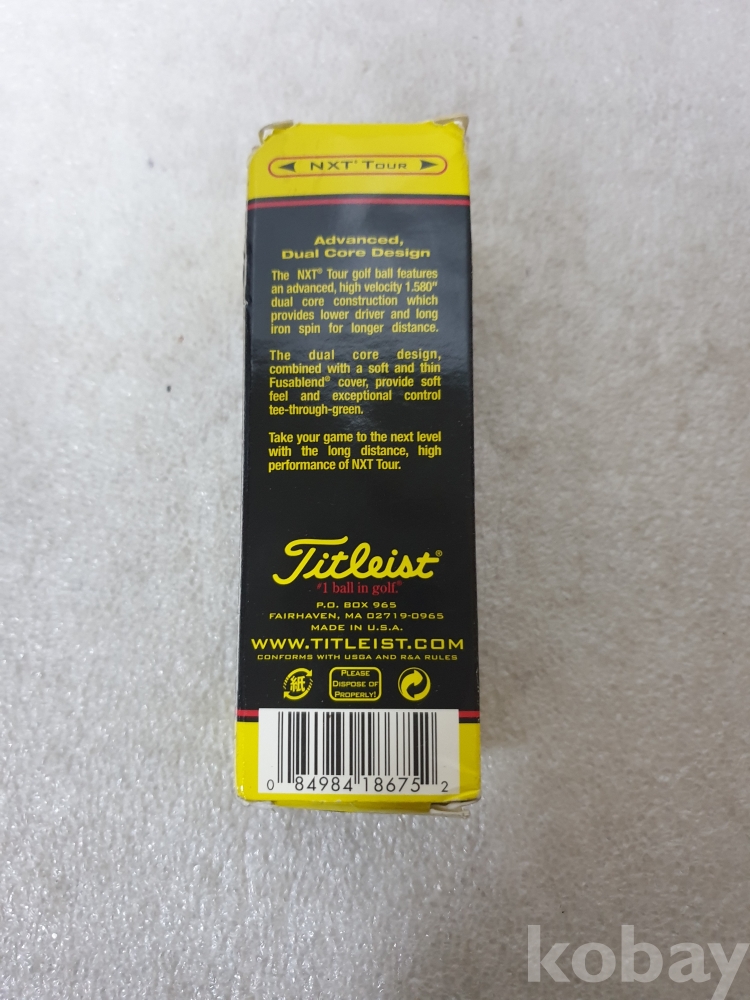 NXT® TOUR
Advanced,
Dual Core Design
The NXT® Tour golf ball features
an advanced, high velocity 1.580"
dual core construction which
provides lower driver and long
iron spin for longer distance.
The dual core design,
combined with a soft and thin
Fusablend® cover, provide soft
feel and exceptional control
tee-through-green.
Take your game to the next level
with the long distance, high
performance of NXT Tour.
Titleist®
#1 ball in golf.®
P.O. BOX 965
FAIRHAVEN, MA 02719-0965
MADE IN U.S.A.
WWW.TITLEIST.COM
CONFORMS WITH USGA AND R&A RULES
紙
PLEASE
DISPOSE OF
PROPERLY!
0 84984 18675 2
kobay